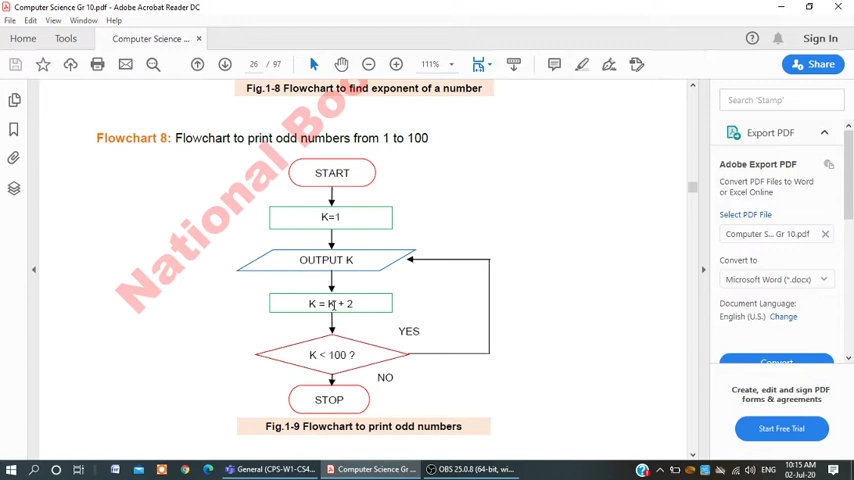 Computer Science Gr 10.pdf - Adobe Acrobat Reader DC
File Edit View Window Help
Home Tools Computer Science ... × Sign In
26 / 97 111% Share
Fig.1-8 Flowchart to find exponent of a number
Flowchart 8: Flowchart to print odd numbers from 1 to 100
START
K=1
OUTPUT K
K = K + 2
YES
K < 100 ?
NO
STOP
Fig.1-9 Flowchart to print odd numbers
National Boo
Search 'Stamp'
Export PDF
Adobe Export PDF
Convert PDF Files to Word
or Excel Online
Select PDF File
Computer S... Gr 10.pdf
Convert to
Microsoft Word (*.docx)
Document Language:
English (U.S.) Change
Convert
Create, edit and sign PDF
forms & agreements
Start Free Trial
General (CPS-W1-CS4...
Computer Science Gr ...
OBS 25.0.8 (64-bit, wi...
ENG
10:15 AM
02-Jul-20